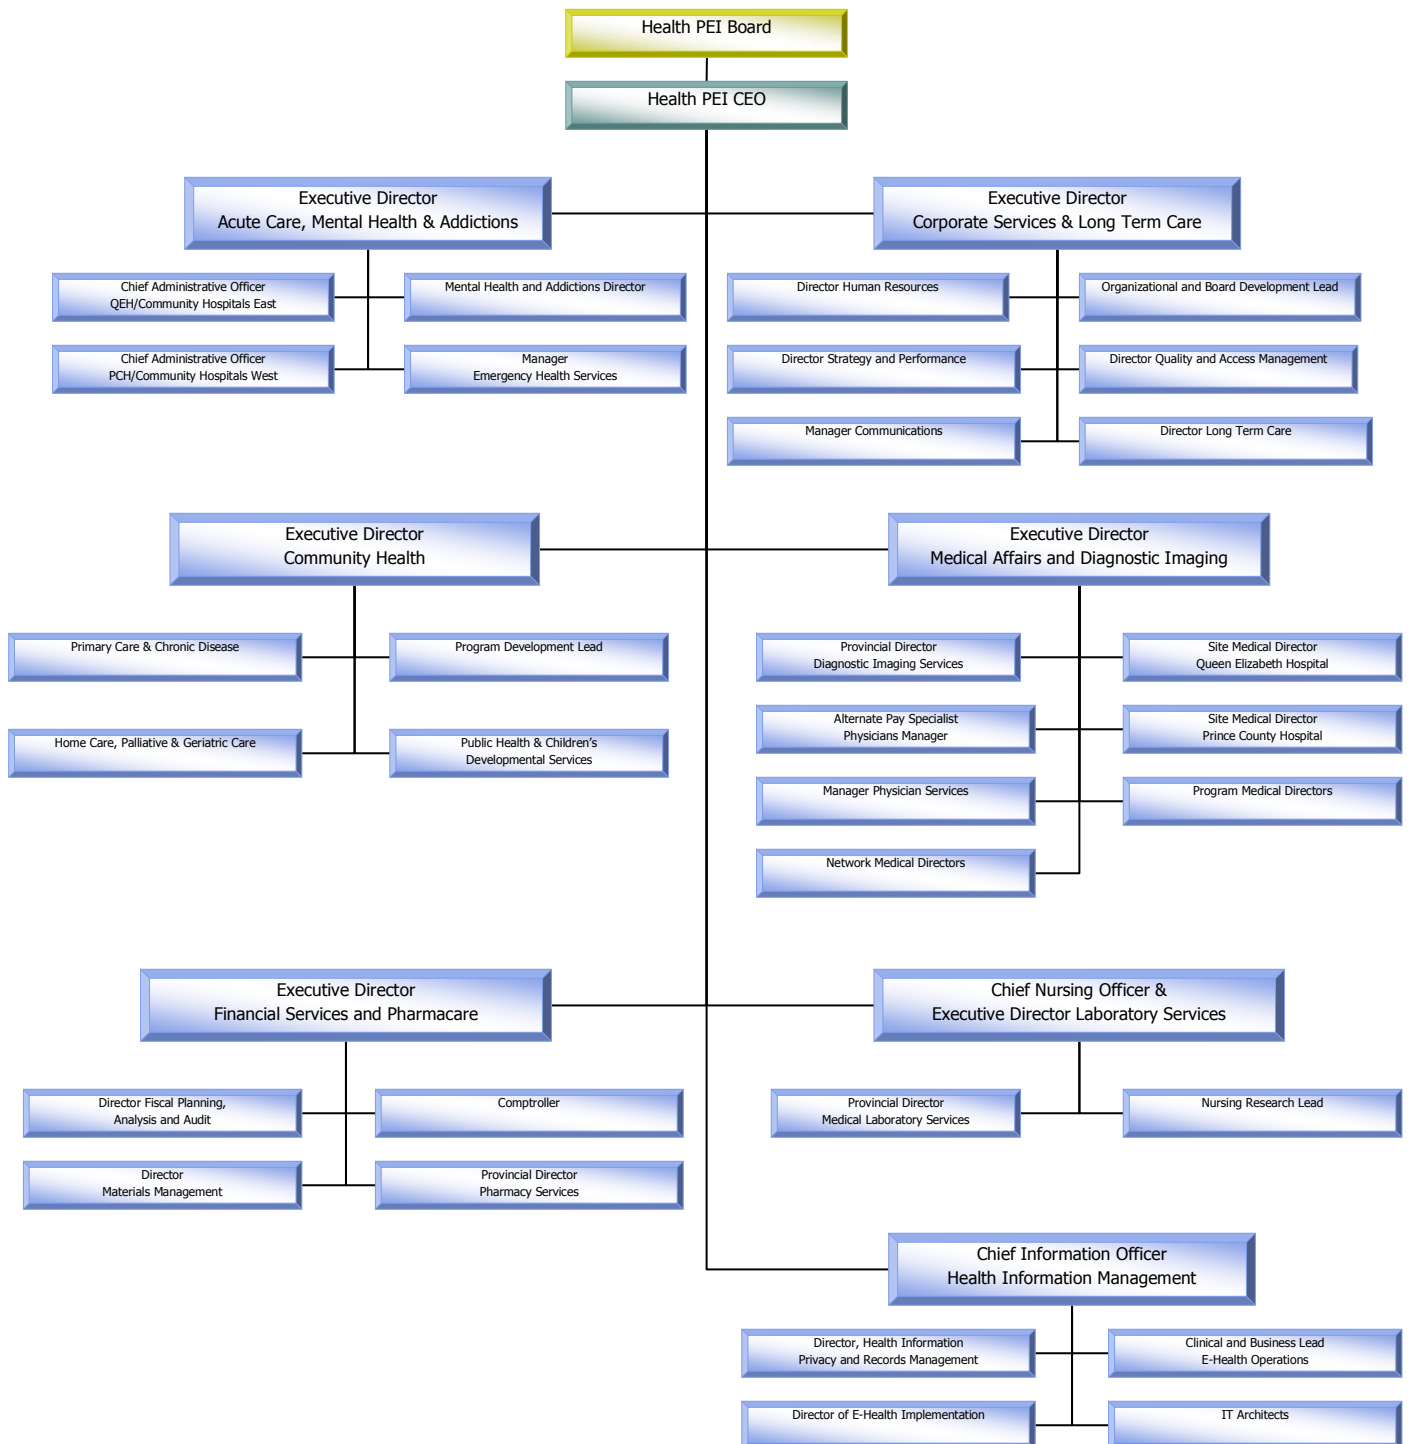 Health PEI Board
Health PEI CEO
Executive Director
Acute Care, Mental Health & Addictions
Executive Director
Corporate Services & Long Term Care
Chief Administrative Officer
QEH/Community Hospitals East
Mental Health and Addictions Director
Director Human Resources
Organizational and Board Development Lead
Chief Administrative Officer
PCH/Community Hospitals West
Manager
Emergency Health Services
Director Strategy and Performance
Director Quality and Access Management
Manager Communications
Director Long Term Care
Executive Director
Community Health
Executive Director
Medical Affairs and Diagnostic Imaging
Primary Care & Chronic Disease
Program Development Lead
Provincial Director
Diagnostic Imaging Services
Site Medical Director
Queen Elizabeth Hospital
Home Care, Palliative & Geriatric Care
Public Health & Children's
Developmental Services
Alternate Pay Specialist
Physicians Manager
Site Medical Director
Prince County Hospital
Manager Physician Services
Program Medical Directors
Network Medical Directors
Executive Director
Financial Services and Pharmacare
Chief Nursing Officer &
Executive Director Laboratory Services
Director Fiscal Planning,
Analysis and Audit
Comptroller
Provincial Director
Medical Laboratory Services
Nursing Research Lead
Director
Materials Management
Provincial Director
Pharmacy Services
Chief Information Officer
Health Information Management
Director, Health Information
Privacy and Records Management
Clinical and Business Lead
E-Health Operations
Director of E-Health Implementation
IT Architects